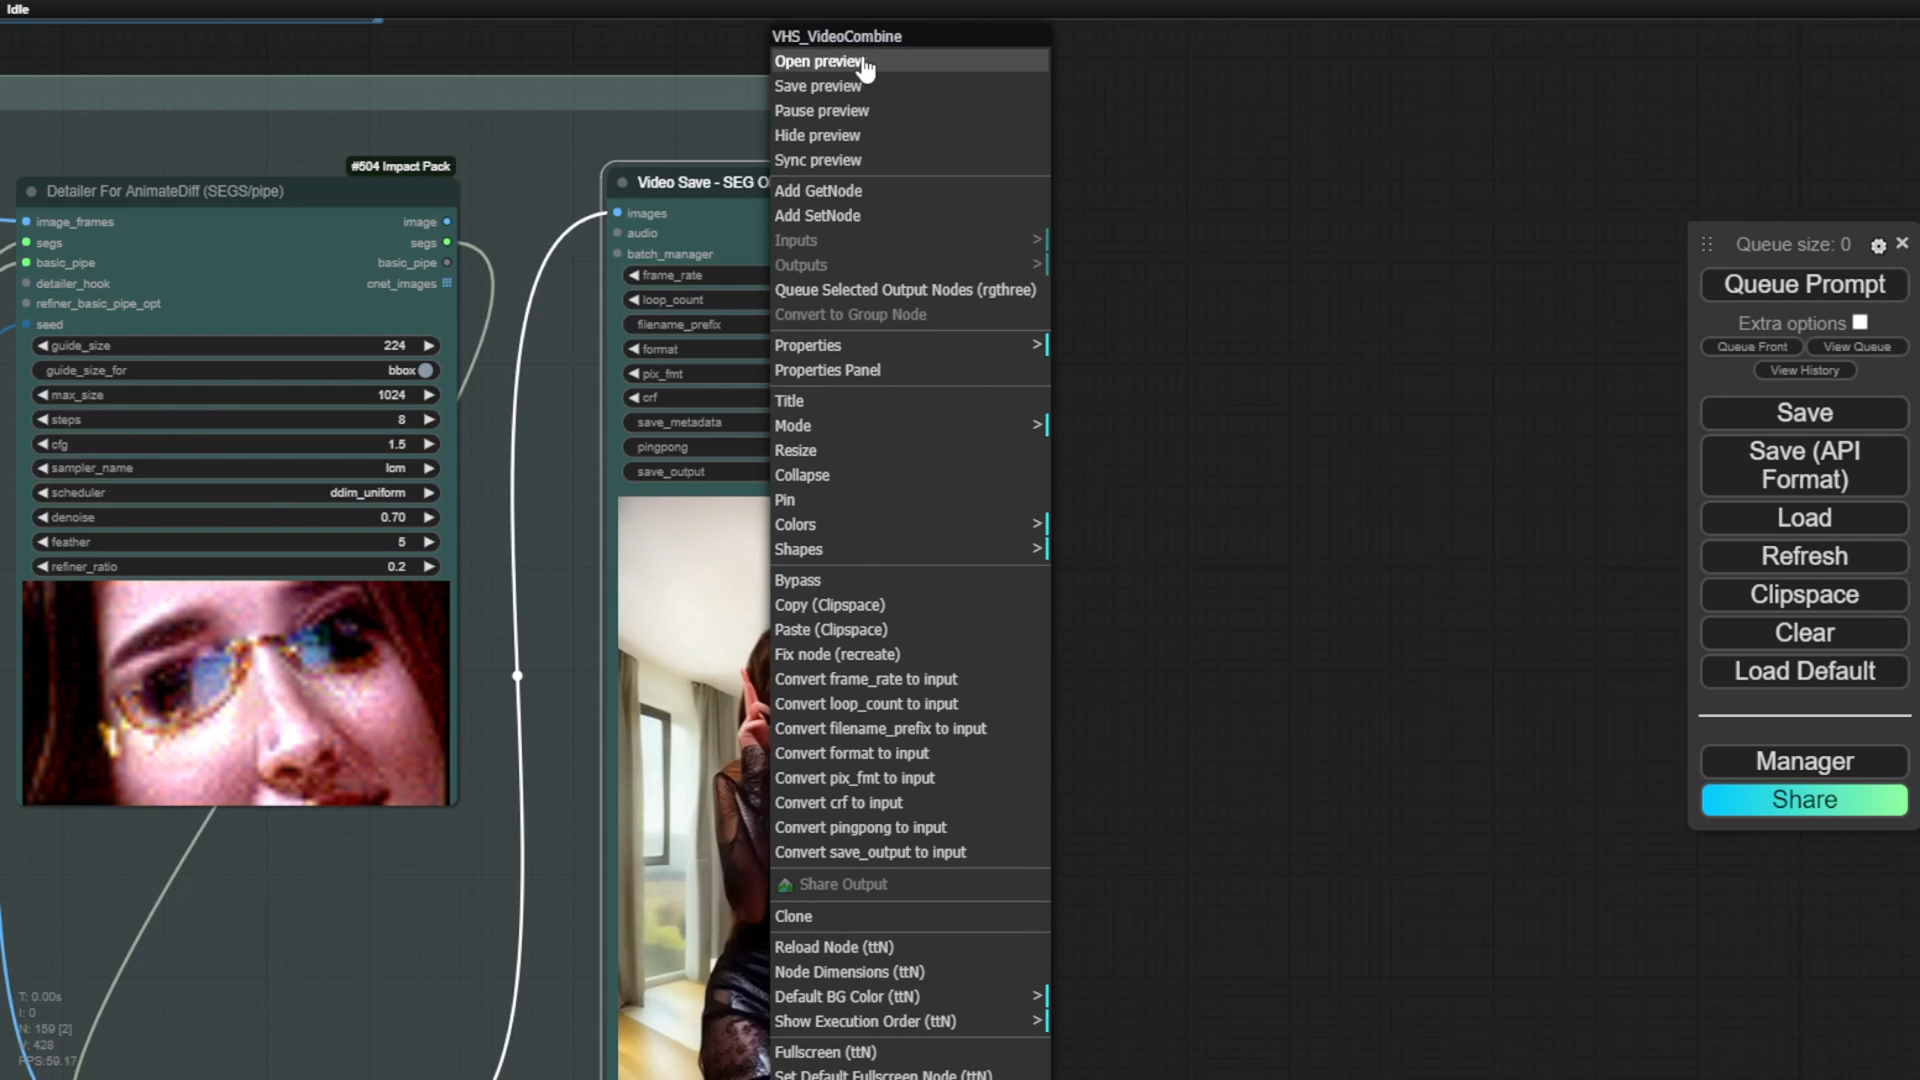 Idle
VHS_VideoCombine
Open preview
Save preview
Pause preview
Hide preview
Sync preview
Add GetNode
Add SetNode
Inputs >
Outputs >
Queue Selected Output Nodes (rgthree)
Convert to Group Node
Properties >
Properties Panel
Title
Mode >
Resize
Collapse
Pin
Colors >
Shapes >
Bypass
Copy (Clipspace)
Paste (Clipspace)
Fix node (recreate)
Convert frame_rate to input
Convert loop_count to input
Convert filename_prefix to input
Convert format to input
Convert pix_fmt to input
Convert crf to input
Convert pingpong to input
Convert save_output to input
Share Output
Clone
Reload Node (ttN)
Node Dimensions (ttN)
Default BG Color (ttN) >
Show Execution Order (ttN) >
Fullscreen (ttN)
Set Default Fullscreen Node (ttN)
#504 Impact Pack
Detailer For AnimateDiff (SEGS/pipe)
image_frames image
segs segs
basic_pipe basic_pipe
detailer_hook cnet_images
refiner_basic_pipe_opt
seed
guide_size 224
guide_size_for bbox
max_size 1024
steps 8
cfg 1.5
sampler_name lcm
scheduler ddim_uniform
denoise 0.70
feather 5
refiner_ratio 0.2
Video Save - SEG O
images
audio
batch_manager
frame_rate
loop_count
filename_prefix
format
pix_fmt
crf
save_metadata
pingpong
save_output
Queue size: 0
Queue Prompt
Extra options
Queue Front View Queue
View History
Save
Save (API
Format)
Load
Refresh
Clipspace
Clear
Load Default
Manager
Share
T: 0.00s
I: 0
N: 159 [2]
V: 428
FPS:59.17